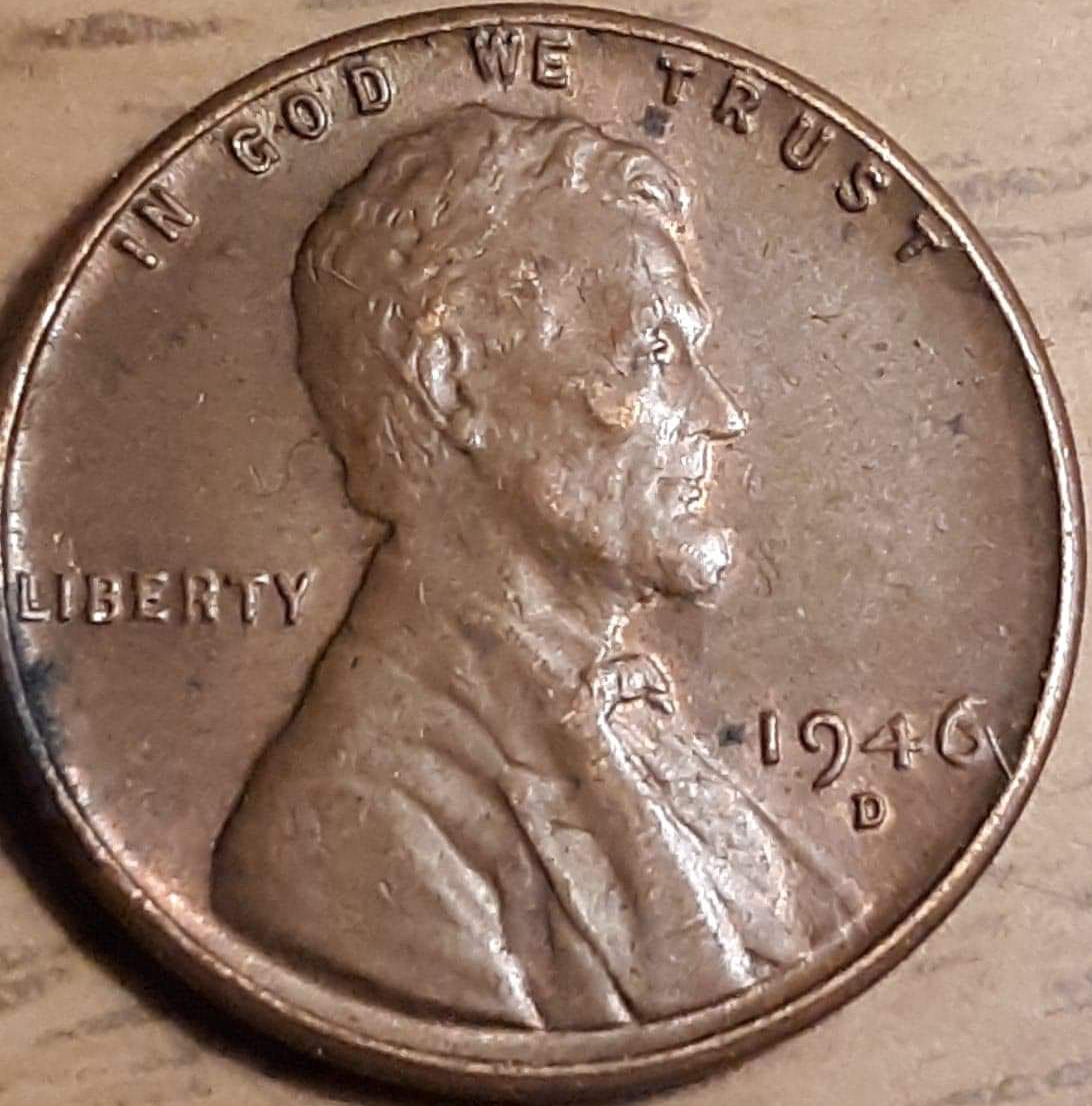 IN GOD WE TRUST
LIBERTY
1946
D